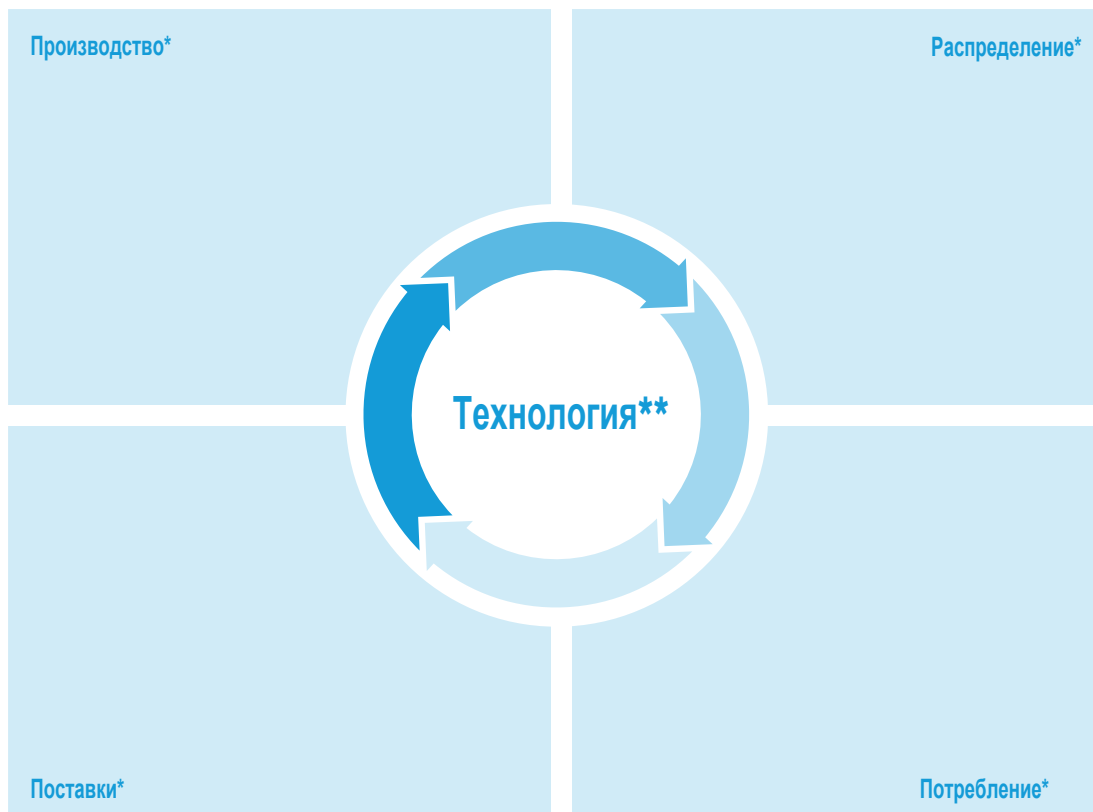 Производство*
Распределение*
Технология**
Поставки*
Потребление*